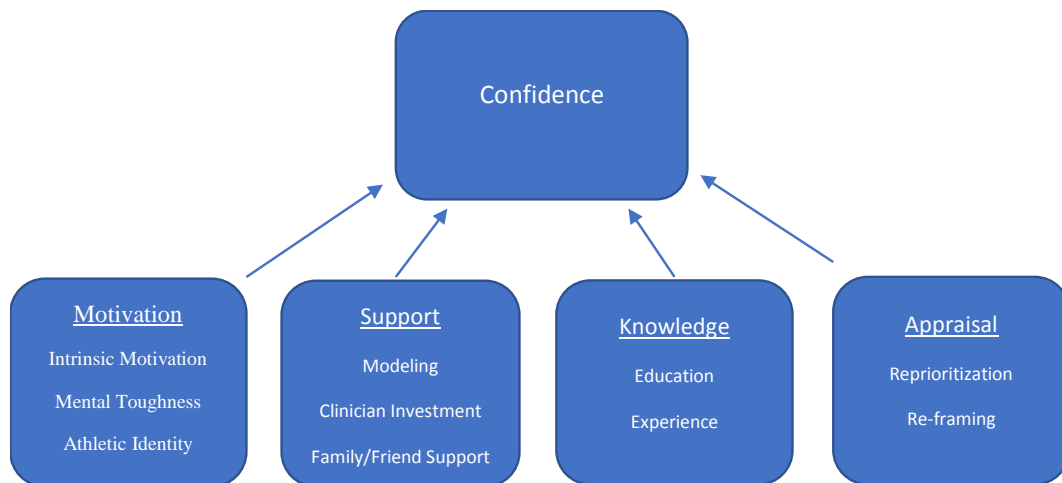 Confidence
Motivation
Intrinsic Motivation
Mental Toughness
Athletic Identity
Support
Modeling
Clinician Investment
Family/Friend Support
Knowledge
Education
Experience
Appraisal
Reprioritization
Re-framing